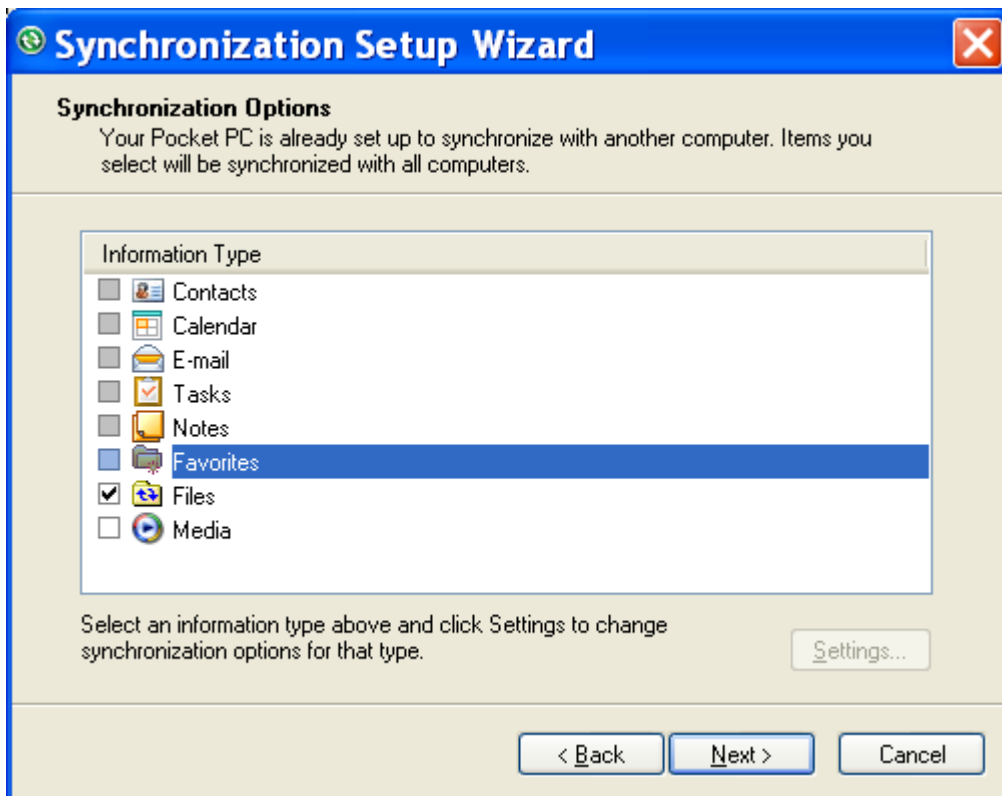 Synchronization Setup Wizard
Synchronization Options
Your Pocket PC is already set up to synchronize with another computer. Items you
select will be synchronized with all computers.
Information Type
Contacts
Calendar
E-mail
Tasks
Notes
Favorites
Files
Media
Select an information type above and click Settings to change
synchronization options for that type.
Settings...
< Back
Next >
Cancel